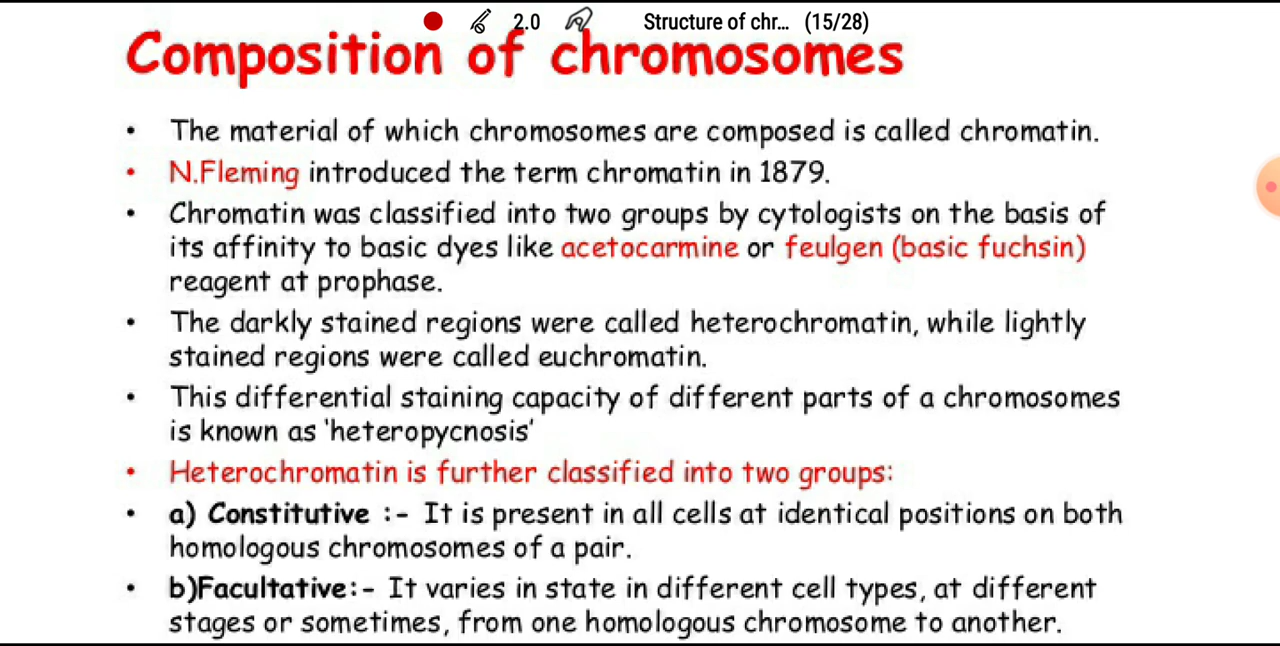 2.0 Structure of chr... (15/28)
Composition of chromosomes
• The material of which chromosomes are composed is called chromatin.
• N.Fleming introduced the term chromatin in 1879.
• Chromatin was classified into two groups by cytologists on the basis of
its affinity to basic dyes like acetocarmine or feulgen (basic fuchsin)
reagent at prophase.
• The darkly stained regions were called heterochromatin, while lightly
stained regions were called euchromatin.
• This differential staining capacity of different parts of a chromosomes
is known as 'heteropycnosis'
• Heterochromatin is further classified into two groups:
• a) Constitutive :- It is present in all cells at identical positions on both
homologous chromosomes of a pair.
• b)Facultative:- It varies in state in different cell types, at different
stages or sometimes, from one homologous chromosome to another.